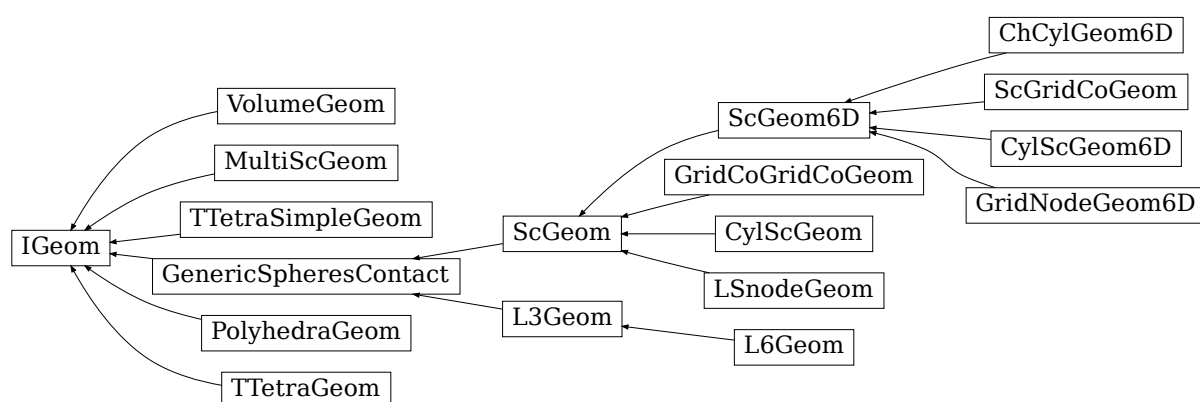 ChCylGeom6D
ScGridCoGeom
VolumeGeom
ScGeom6D
CylScGeom6D
MultiScGeom
GridCoGridCoGeom
GridNodeGeom6D
TTetraSimpleGeom
ScGeom
CylScGeom
IGeom
GenericSpheresContact
LSnodeGeom
L3Geom
PolyhedraGeom
L6Geom
TTetraGeom